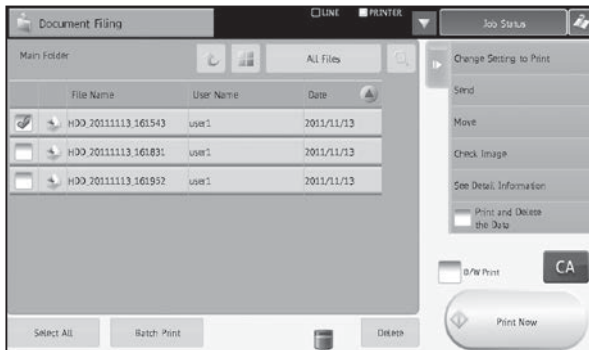 Document Filing
LINE
PRINTER
Job Status
Main Folder
All Files
File Name
User Name
Date
HDD_20111113_161543
user1
2011/11/13
HDD_20111113_161831
user1
2011/11/13
HDD_20111113_161952
user1
2011/11/13
Change Setting to Print
Send
Move
Check Image
See Detail Information
Print and Delete
the Data
B/W Print
CA
Print Now
Select All
Batch Print
Delete